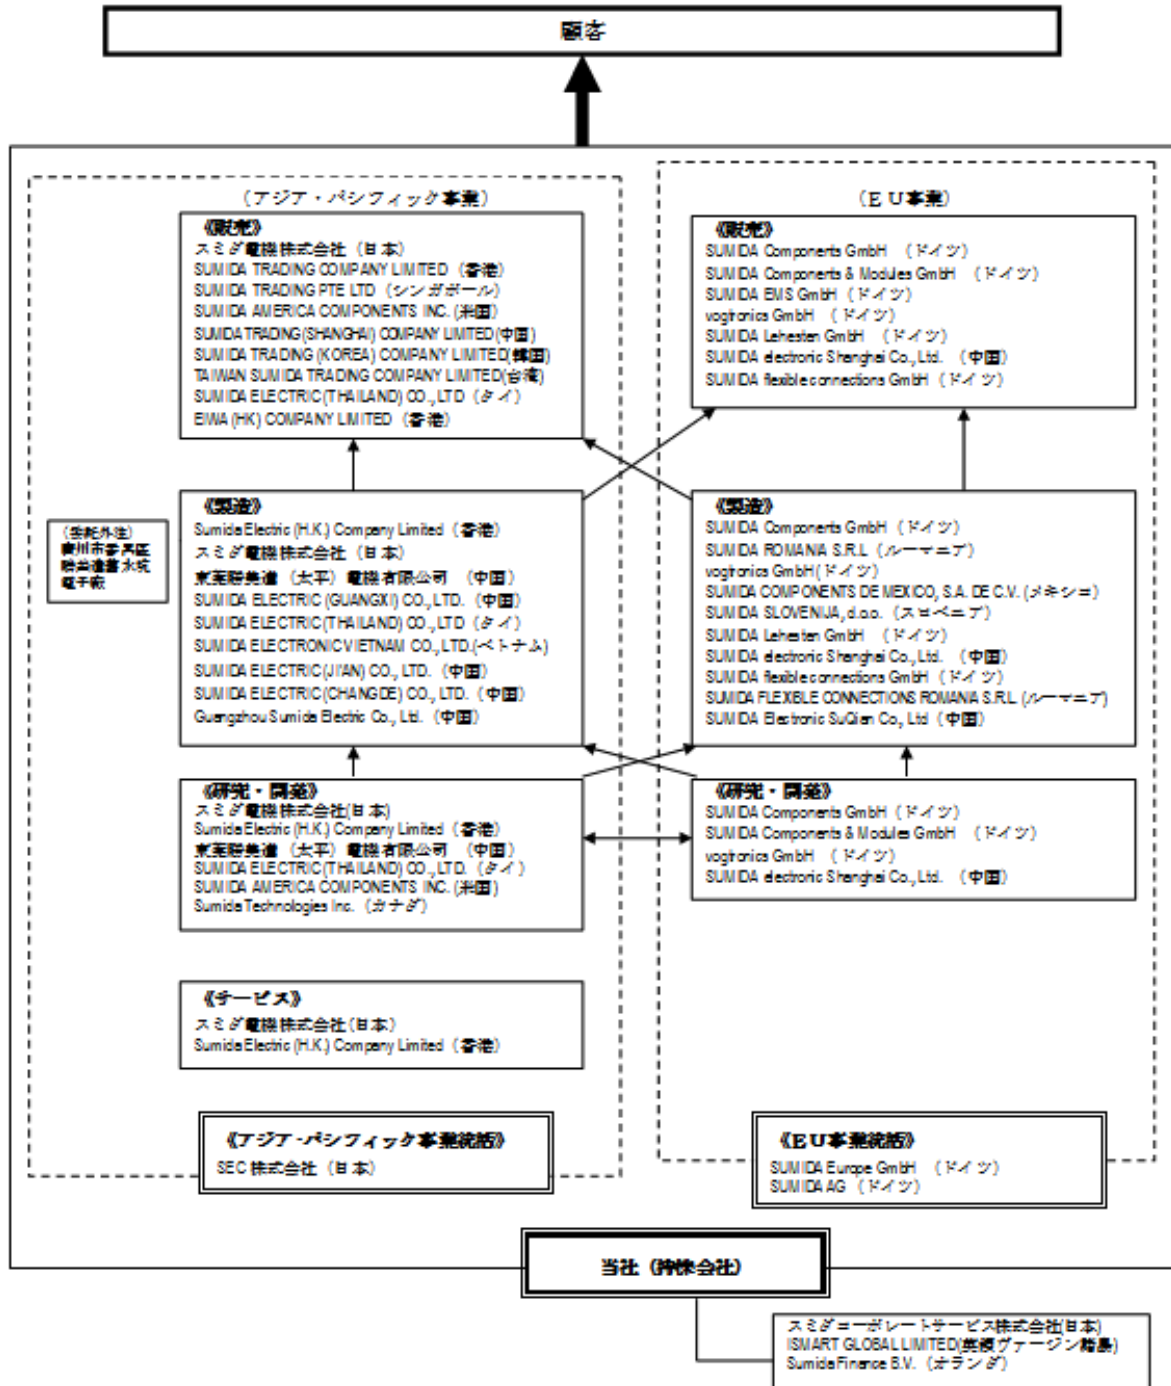 顧客
(アジア・パシフィック事業)
《販売》
スミダ電機株式会社 (日本)
SUMIDA TRADING COMPANY LIMITED (香港)
SUMIDA TRADING PTE LTD (シンガポール)
SUMIDA AMERICA COMPONENTS INC. (米国)
SUMIDA TRADING(SHANGHAI) COMPANY LIMITED(中国)
SUMIDA TRADING (KOREA) COMPANY LIMITED(韓国)
TAIWAN SUMIDA TRADING COMPANY LIMITED(台湾)
SUMIDA ELECTRIC(THAILAND) CO.,LTD (タイ)
EIWA (HK) COMPANY LIMITED (香港)
(EU事業)
《販売》
SUMIDA Components GmbH (ドイツ)
SUMIDA Components & Modules GmbH (ドイツ)
SUMIDA EMS GmbH (ドイツ)
vogtronics GmbH (ドイツ)
SUMIDA Lehesten GmbH (ドイツ)
SUMIDA electronic Shanghai Co., Ltd. (中国)
SUMIDA flexible connections GmbH (ドイツ)
(委託外注)
電子廠
《製造》
Sumida Electric (H.K.) Company Limited (香港)
スミダ電機株式会社 (日本)
東莞勝美達 (太平) 電機有限公司 (中国)
SUMIDA ELECTRIC (GUANGXI) CO., LTD. (中国)
SUMIDA ELECTRIC(THAILAND) CO., LTD (タイ)
SUMIDA ELECTRONIC VIETNAM CO., LTD.(ベトナム)
SUMIDA ELECTRIC(JI'AN) CO., LTD. (中国)
SUMIDA ELECTRIC(CHANGDE) CO., LTD. (中国)
Guangzhou Sumida Electric Co., Ltd. (中国)
《製造》
SUMIDA Components GmbH (ドイツ)
SUMIDA ROMANIA S.R.L (ルーマニア)
vogtronics GmbH(ドイツ)
SUMIDA COMPONENTS DE MEXICO, S.A. DE C.V. (メキシコ)
SUMIDA SLOVENIJA, d.o.o. (スロベニア)
SUMIDA Lehesten GmbH (ドイツ)
SUMIDA electronic Shanghai Co., Ltd. (中国)
SUMIDA flexible connections GmbH (ドイツ)
SUMIDA FLEXIBLE CONNECTIONS ROMANIA S.R.L. (ルーマニア)
SUMIDA Electronic SuQian Co., Ltd (中国)
《研究・開発》
スミダ電機株式会社(日本)
Sumida Electric (H.K.) Company Limited (香港)
東莞勝美達 (太平) 電機有限公司 (中国)
SUMIDA ELECTRIC(THAILAND) CO., LTD. (タイ)
SUMIDA AMERICA COMPONENTS INC. (米国)
Sumida Technologies Inc. (カナダ)
《研究・開発》
SUMIDA Components GmbH (ドイツ)
SUMIDA Components & Modules GmbH (ドイツ)
vogtronics GmbH (ドイツ)
SUMIDA electronic Shanghai Co., Ltd. (中国)
《サービス》
スミダ電機株式会社(日本)
Sumida Electric (H.K.) Company Limited (香港)
《アジア・パシフィック事業統括》
SEC 株式会社 (日本)
《EU事業統括》
SUMIDA Europe GmbH (ドイツ)
SUMIDA AG (ドイツ)
当社 (持株会社)
スミダコーポレートサービス株式会社(日本)
ISMART GLOBAL LIMITED(英領ヴァージン諸島)
Sumida Finance B.V. (オランダ)